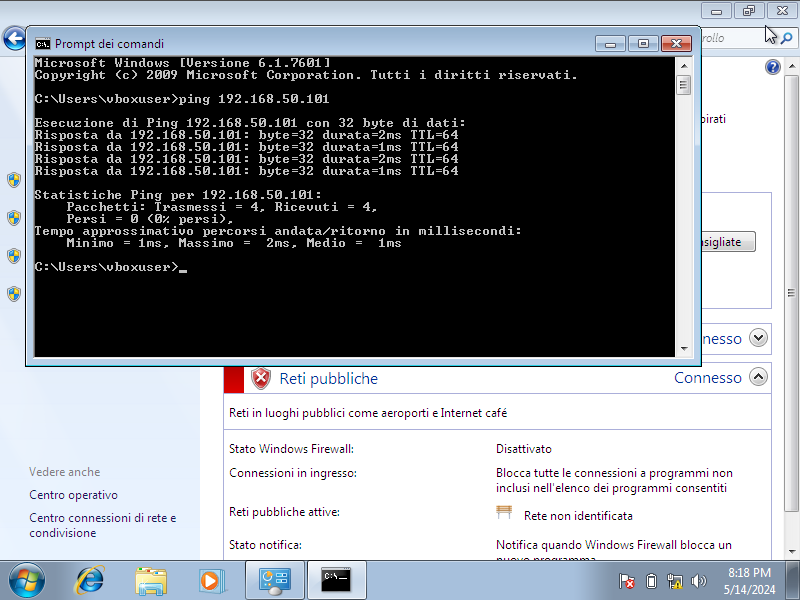 Prompt dei comandi
Microsoft Windows [Versione 6.1.7601]
Copyright (c) 2009 Microsoft Corporation. Tutti i diritti riservati.
C:\Users\vboxuser>ping 192.168.50.101
Esecuzione di Ping 192.168.50.101 con 32 byte di dati:
Risposta da 192.168.50.101: byte=32 durata=2ms TTL=64
Risposta da 192.168.50.101: byte=32 durata=1ms TTL=64
Risposta da 192.168.50.101: byte=32 durata=2ms TTL=64
Risposta da 192.168.50.101: byte=32 durata=1ms TTL=64
Statistiche Ping per 192.168.50.101:
Pacchetti: Trasmessi = 4, Ricevuti = 4,
Persi = 0 (0% persi),
Tempo approssimativo percorsi andata/ritorno in millisecondi:
Minimo = 1ms, Massimo =  2ms, Medio =  1ms
C:\Users\vboxuser>_
rollo
pirati
sigliate
nesso
Reti pubbliche
Connesso
Reti in luoghi pubblici come aeroporti e Internet café
Stato Windows Firewall: Disattivato
Connessioni in ingresso: Blocca tutte le connessioni a programmi non
inclusi nell'elenco dei programmi consentiti
Reti pubbliche attive: Rete non identificata
Stato notifica: Notifica quando Windows Firewall blocca un
nuovo programma
Vedere anche
Centro operativo
Centro connessioni di rete e
condivisione
C:\_
8:18 PM
5/14/2024